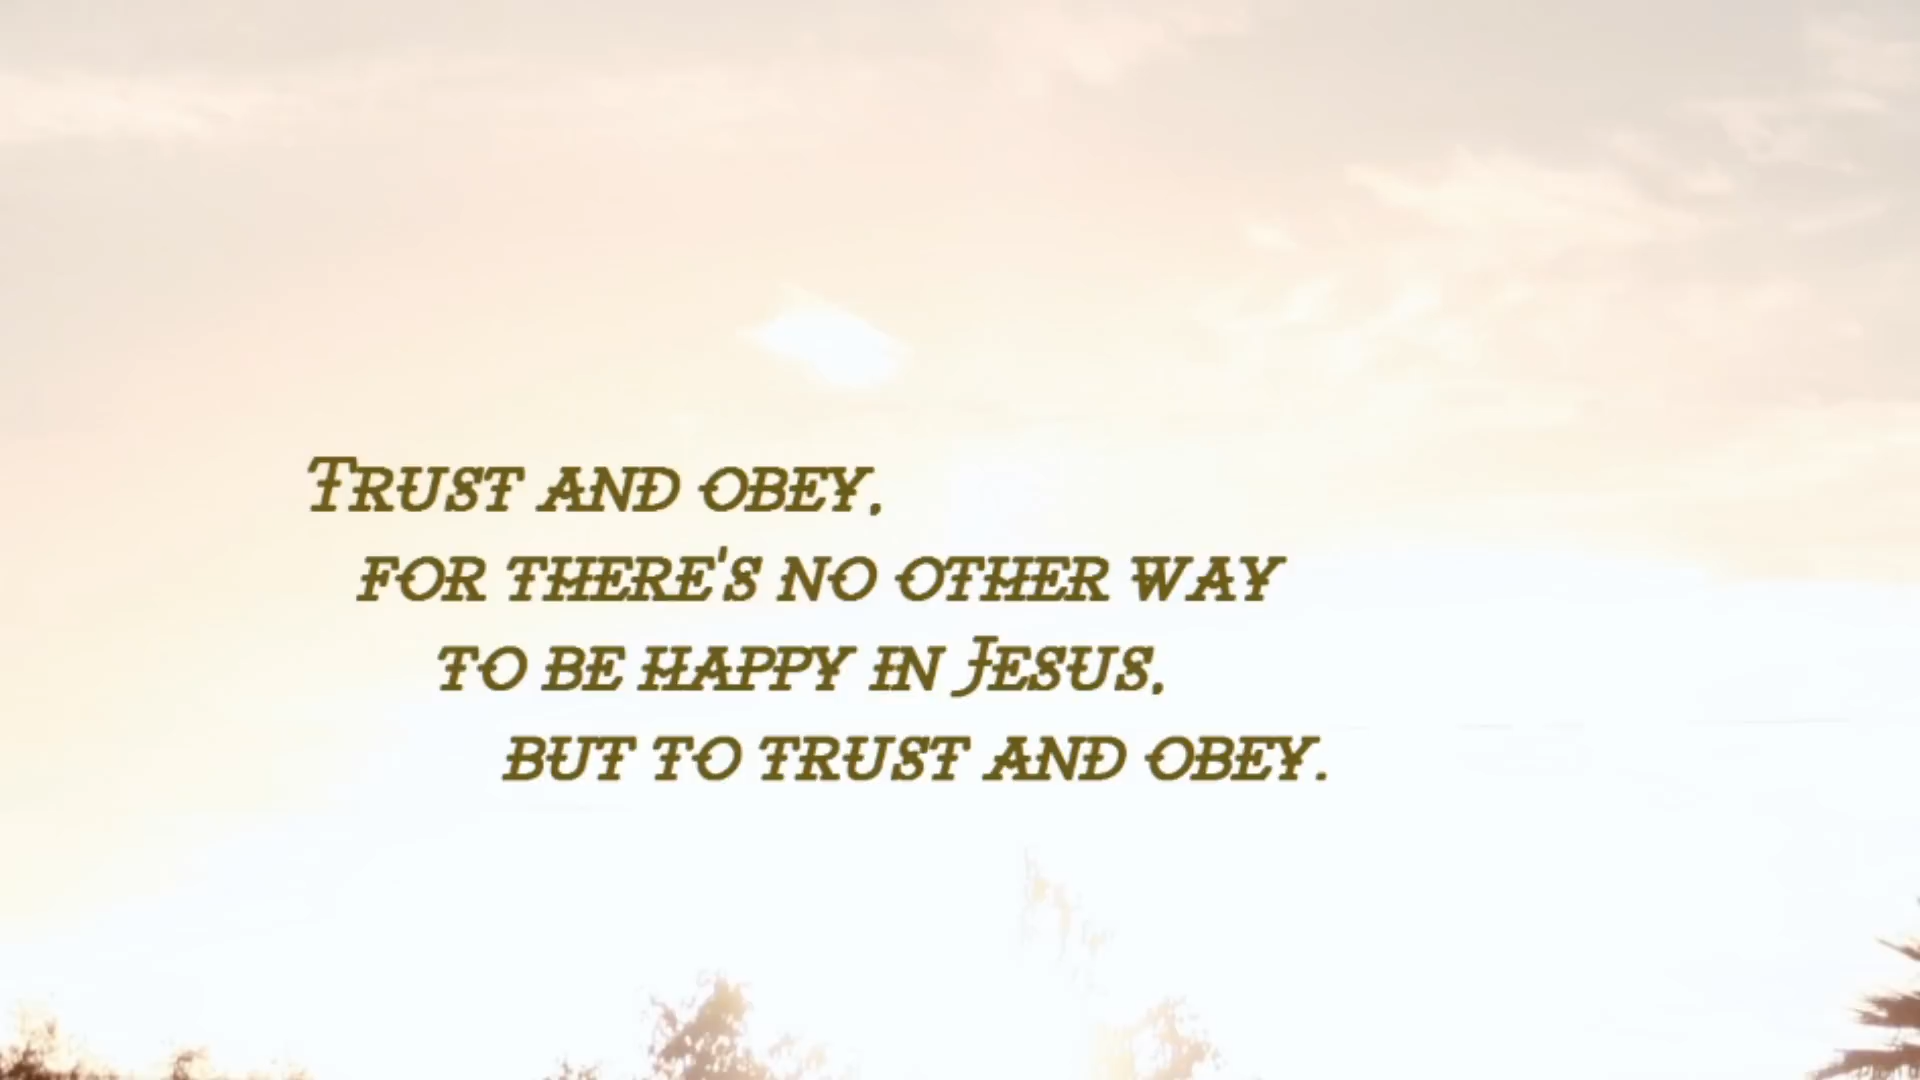 Trust and obey,
for there's no other way
to be happy in Jesus,
but to trust and obey.